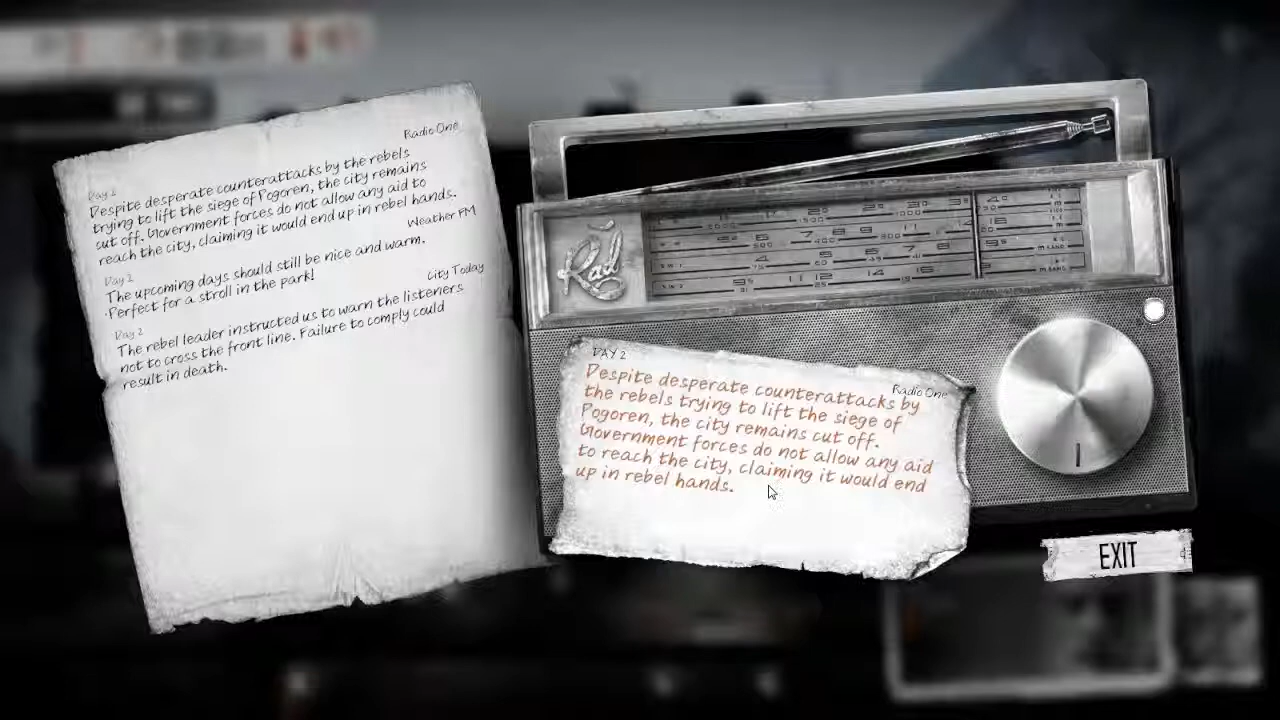 Radio One
Day 2
Despite desperate counterattacks by the rebels
trying to lift the siege of Pogoren, the city remains
cut off. Government forces do not allow any aid to
reach the city, claiming it would end up in rebel hands.
Weather FM
Day 2
The upcoming days should still be nice and warm.
Perfect for a stroll in the park!
City Today
Day 2
The rebel leader instructed us to warn the listeners
not to cross the front line. Failure to comply could
result in death.
Rad
DAY 2
Radio One
Despite desperate counterattacks by
the rebels trying to lift the siege of
Pogoren, the city remains cut off.
Government forces do not allow any aid
to reach the city, claiming it would end
up in rebel hands.
EXIT